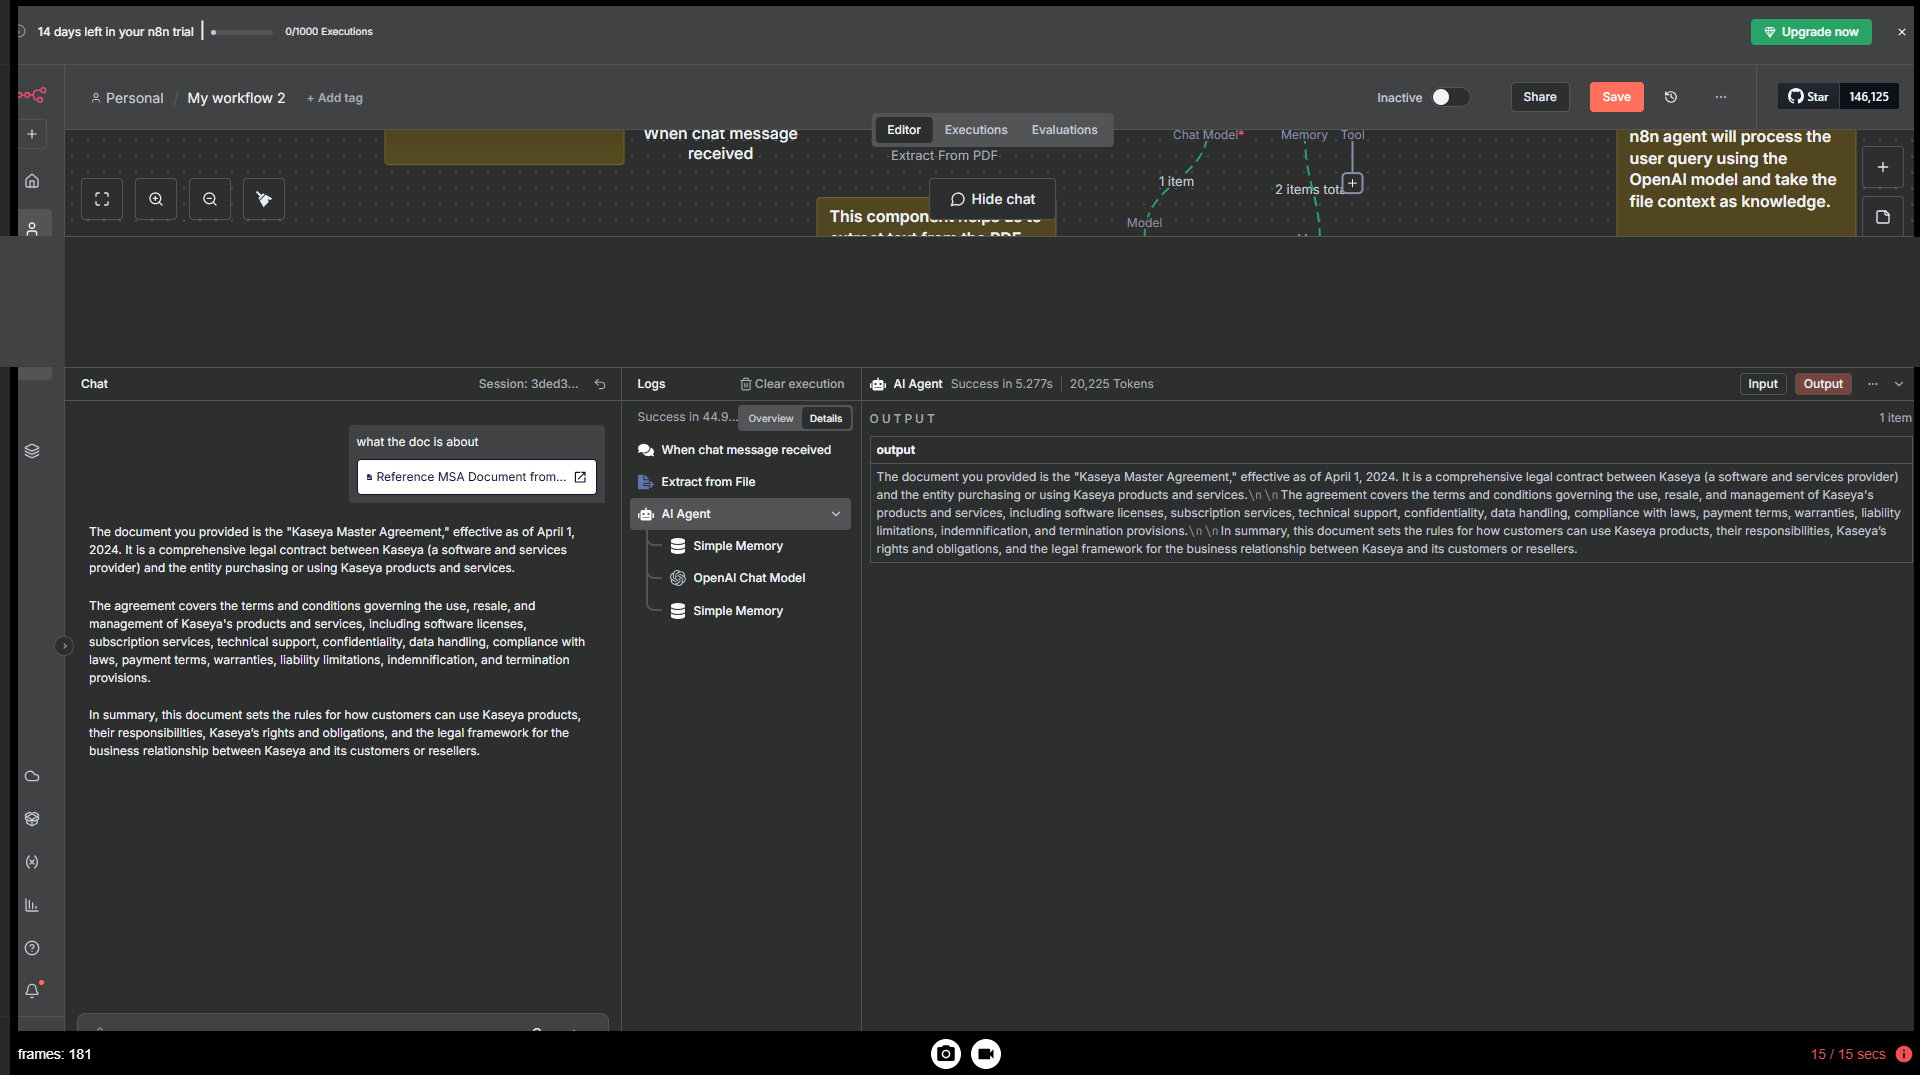 14 days left in your n8n trial
0/1000 Executions
Upgrade now
Personal / My workflow 2
+ Add tag
Inactive
Share
Save
Star
146,125
Editor
Executions
Evaluations
When chat message
received
Extract From PDF
Chat Model*
Memory
Tool
1 item
2 items
Model
Hide chat
This component helps us to
extract text from the PDF
n8n agent will process the
user query using the
OpenAI model and take the
file context as knowledge.
Chat
Session: 3ded3...
what the doc is about
Reference MSA Document from...
The document you provided is the "Kaseya Master Agreement," effective as of April 1,
2024. It is a comprehensive legal contract between Kaseya (a software and services
provider) and the entity purchasing or using Kaseya products and services.
The agreement covers the terms and conditions governing the use, resale, and
management of Kaseya's products and services, including software licenses,
subscription services, technical support, confidentiality, data handling, compliance with
laws, payment terms, warranties, liability limitations, indemnification, and termination
provisions.
In summary, this document sets the rules for how customers can use Kaseya products,
their responsibilities, Kaseya’s rights and obligations, and the legal framework for the
business relationship between Kaseya and its customers or resellers.
Logs
Clear execution
Success in 44.9...
Overview
Details
When chat message received
Extract from File
AI Agent
Simple Memory
OpenAI Chat Model
Simple Memory
AI Agent
Success in 5.277s
20,225 Tokens
Input
Output
OUTPUT
1 item
output
The document you provided is the "Kaseya Master Agreement," effective as of April 1, 2024. It is a comprehensive legal contract between Kaseya (a software and services provider)
and the entity purchasing or using Kaseya products and services.\n\nThe agreement covers the terms and conditions governing the use, resale, and management of Kaseya's
products and services, including software licenses, subscription services, technical support, confidentiality, data handling, compliance with laws, payment terms, warranties, liability
limitations, indemnification, and termination provisions.\n\nIn summary, this document sets the rules for how customers can use Kaseya products, their responsibilities, Kaseya’s
rights and obligations, and the legal framework for the business relationship between Kaseya and its customers or resellers.
frames: 181
15 / 15 secs